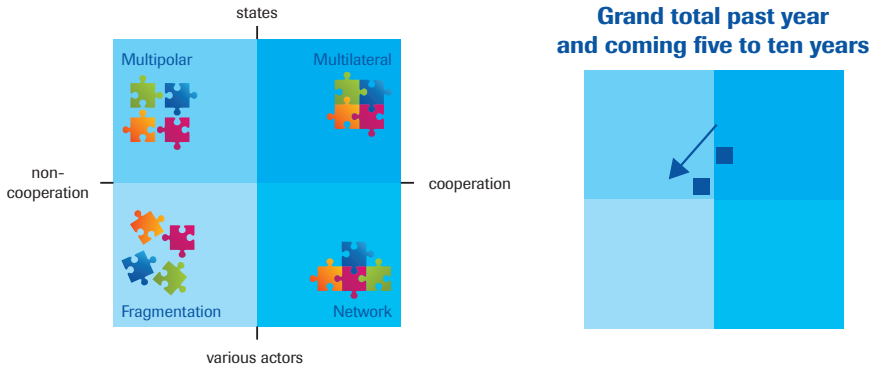 states
Multipolar
Multilateral
non-
cooperation
cooperation
Fragmentation
Network
various actors
Grand total past year
and coming five to ten years